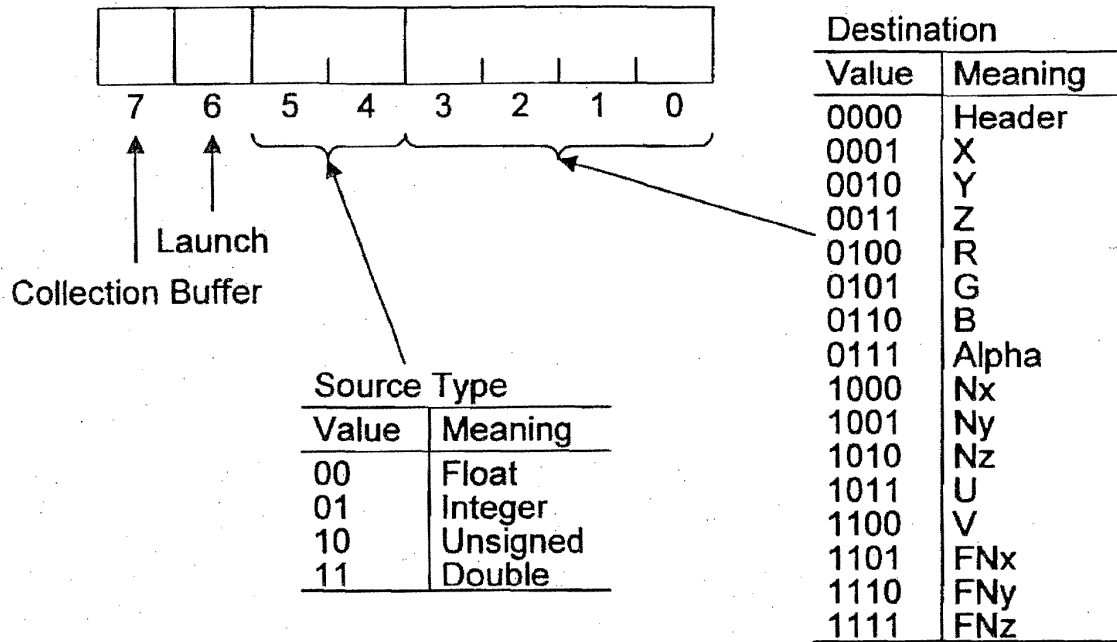 7 6 5 4 3 2 1 0
Launch
Collection Buffer
Source Type
Value Meaning
00 Float
01 Integer
10 Unsigned
11 Double
Destination
Value Meaning
0000 Header
0001 X
0010 Y
0011 Z
0100 R
0101 G
0110 B
0111 Alpha
1000 Nx
1001 Ny
1010 Nz
1011 U
1100 V
1101 FNx
1110 FNy
1111 FNz